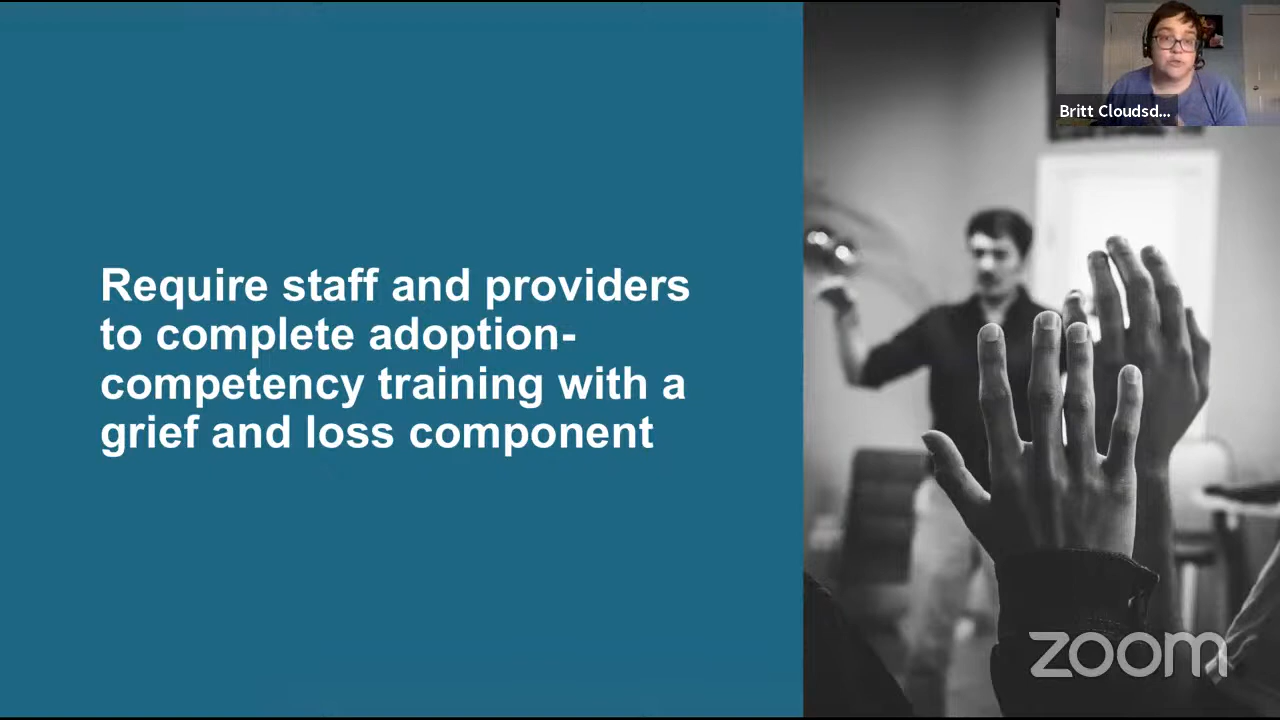 Britt Cloudsd...
Require staff and providers
to complete adoption-
competency training with a
grief and loss component
zoom